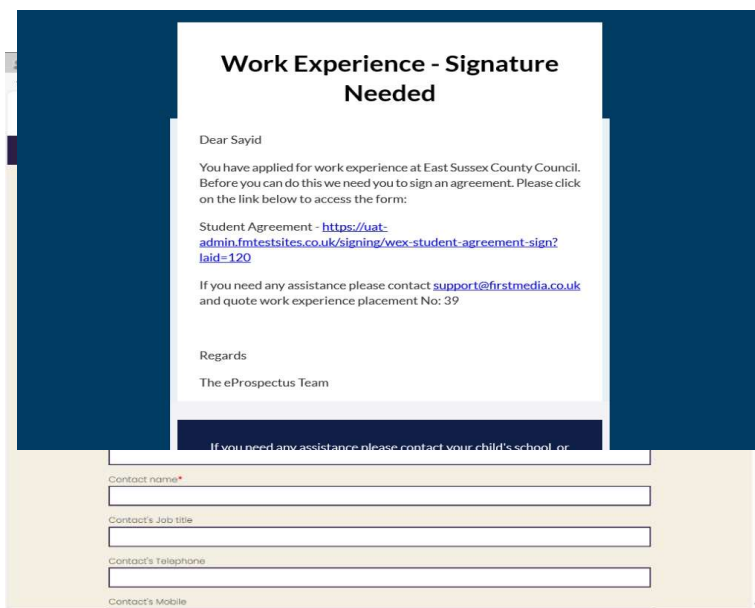 Work Experience - Signature
Needed
Dear Sayid
You have applied for work experience at East Sussex County Council.
Before you can do this we need you to sign an agreement. Please click
on the link below to access the form:
Student Agreement - https://uat-
admin.fmtestsites.co.uk/signing/wex-student-agreement-sign?
laid=120
If you need any assistance please contact support@firstmedia.co.uk
and quote work experience placement No: 39
Regards
The eProspectus Team
If you need any assistance please contact your child's school, or
Contact name*
Contact's Job title
Contact's Telephone
Contact's Mobile